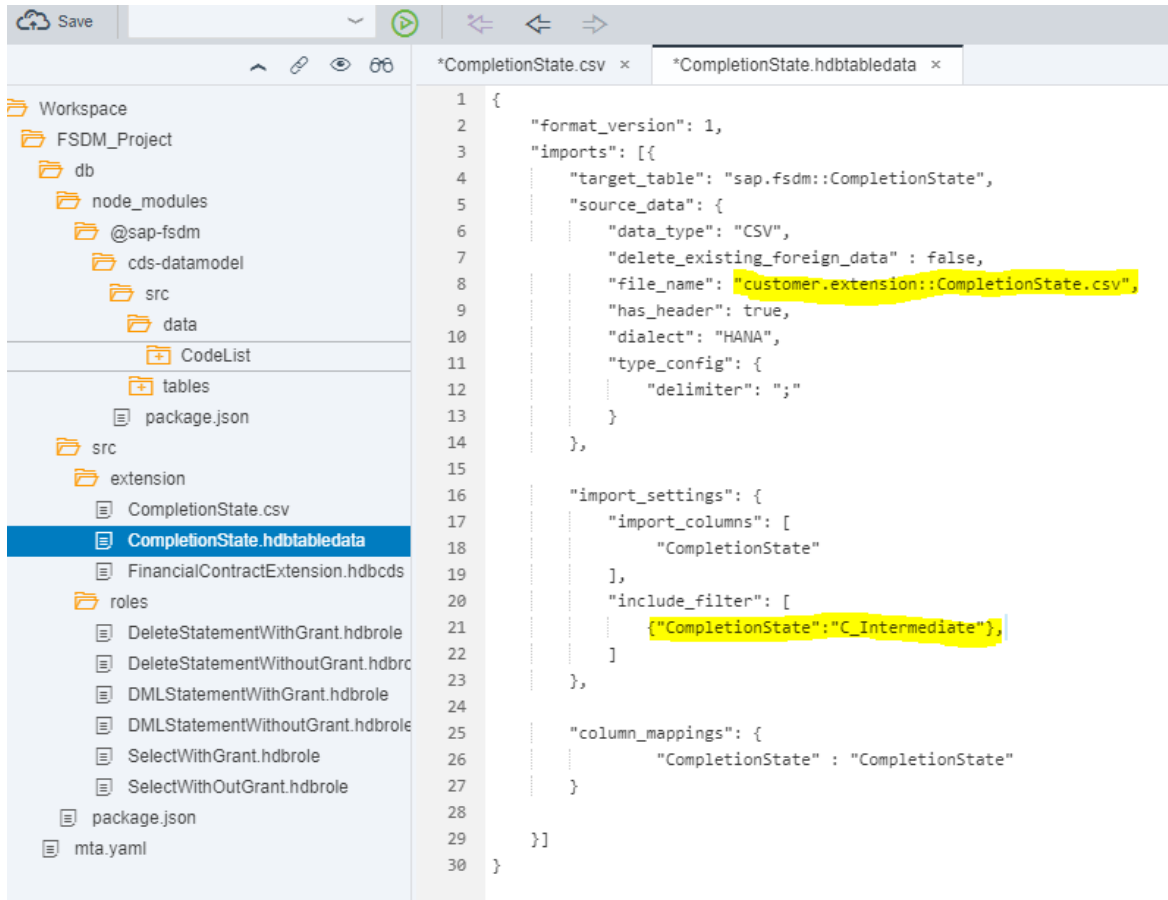 Save
*CompletionState.csv ×
*CompletionState.hdbtabledata ×
Workspace
FSDM_Project
db
node_modules
@sap-fsdm
cds-datamodel
src
data
CodeList
tables
package.json
src
extension
CompletionState.csv
CompletionState.hdbtabledata
FinancialContractExtension.hdbcds
roles
DeleteStatementWithGrant.hdbrole
DeleteStatementWithoutGrant.hdbrc
DMLStatementWithGrant.hdbrole
DMLStatementWithoutGrant.hdbrole
SelectWithGrant.hdbrole
SelectWithOutGrant.hdbrole
package.json
mta.yaml
1 {
2 "format_version": 1,
3 "imports": [{
4 "target_table": "sap.fsdm::CompletionState",
5 "source_data": {
6 "data_type": "CSV",
7 "delete_existing_foreign_data" : false,
8 "file_name": "customer.extension::CompletionState.csv",
9 "has_header": true,
10 "dialect": "HANA",
11 "type_config": {
12 "delimiter": ";"
13 }
14 },
15
16 "import_settings": {
17 "import_columns": [
18 "CompletionState"
19 ],
20 "include_filter": [
21 {"CompletionState":"C_Intermediate"},
22 ]
23 },
24
25 "column_mappings": {
26 "CompletionState" : "CompletionState"
27 }
28
29 }]
30 }